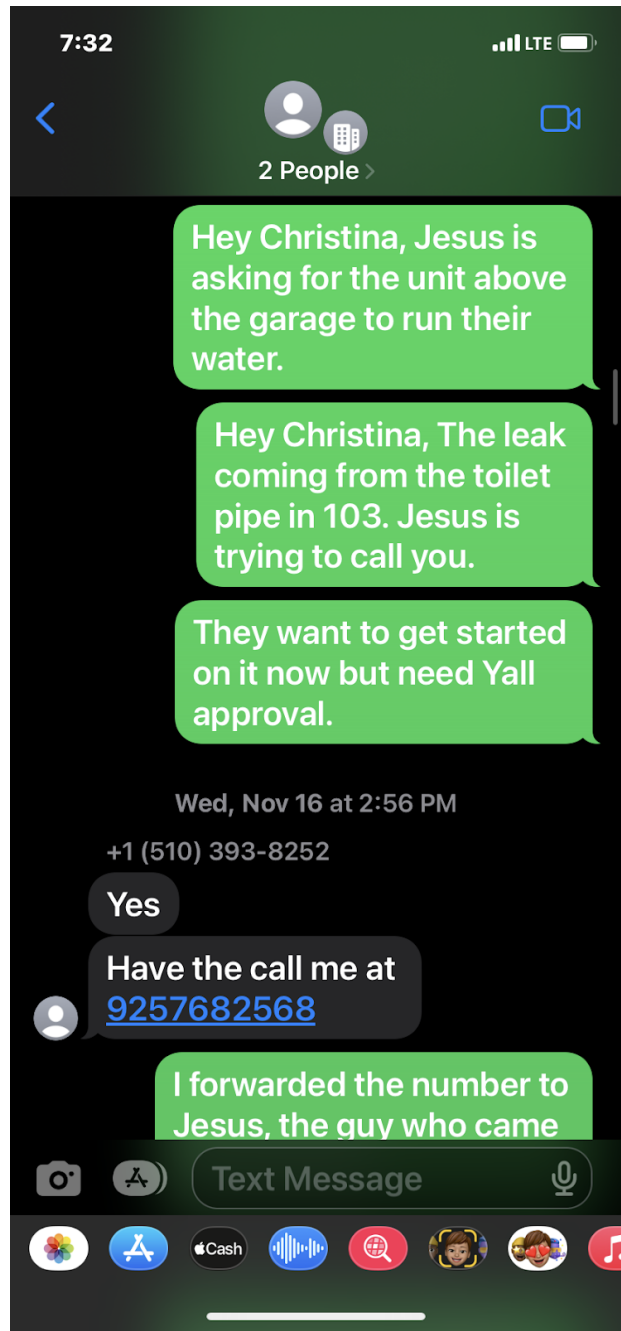 7:32
LTE
2 People
Hey Christina, Jesus is
asking for the unit above
the garage to run their
water.
Hey Christina, The leak
coming from the toilet
pipe in 103. Jesus is
trying to call you.
They want to get started
on it now but need Yall
approval.
Wed, Nov 16 at 2:56 PM
+1 (510) 393-8252
Yes
Have the call me at
9257682568
I forwarded the number to
Jesus, the guy who came
Text Message
Cash